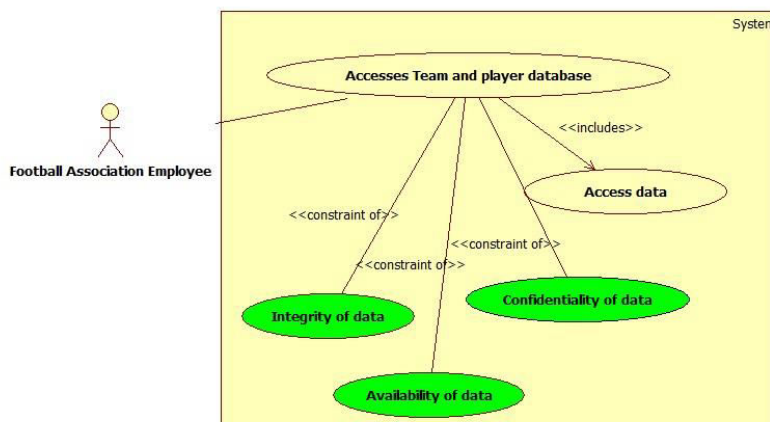 System
Accesses Team and player database
<<includes>>
Football Association Employee
Access data
<<constraint of>>
<<constraint of>>
<<constraint of>>
Confidentiality of data
Integrity of data
Availability of data